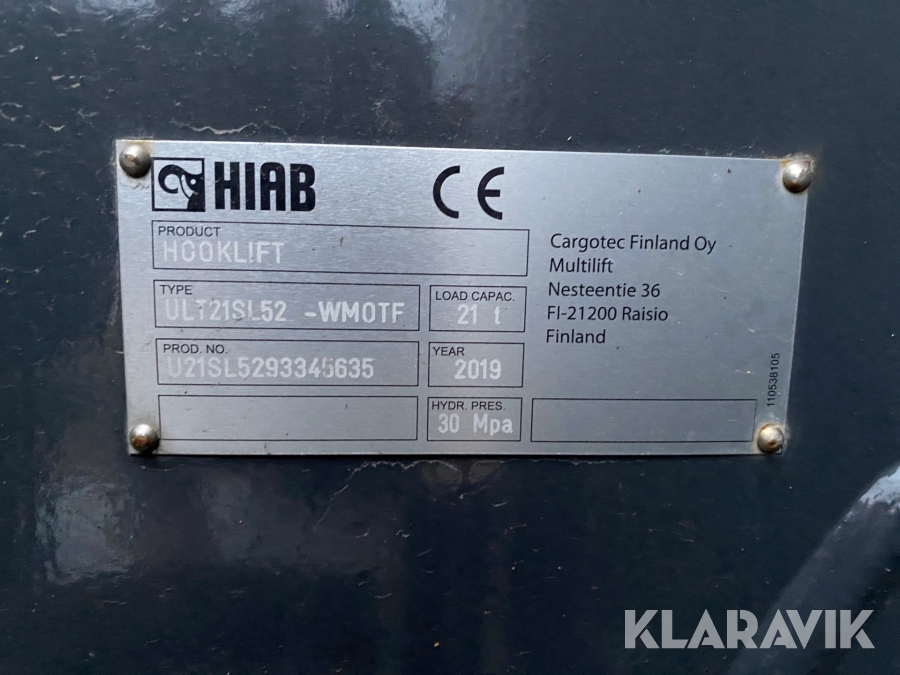 HIAB CE
PRODUCT
HOOKLIFT
TYPE
ULT21SL52 -WMOTF
LOAD CAPAC.
21 t
PROD. NO.
U21SL5293345635
YEAR
2019
HYDR. PRES.
30 Mpa
Cargotec Finland Oy
Multilift
Nesteentie 36
FI-21200 Raisio
Finland
110538105
KLARAVIK